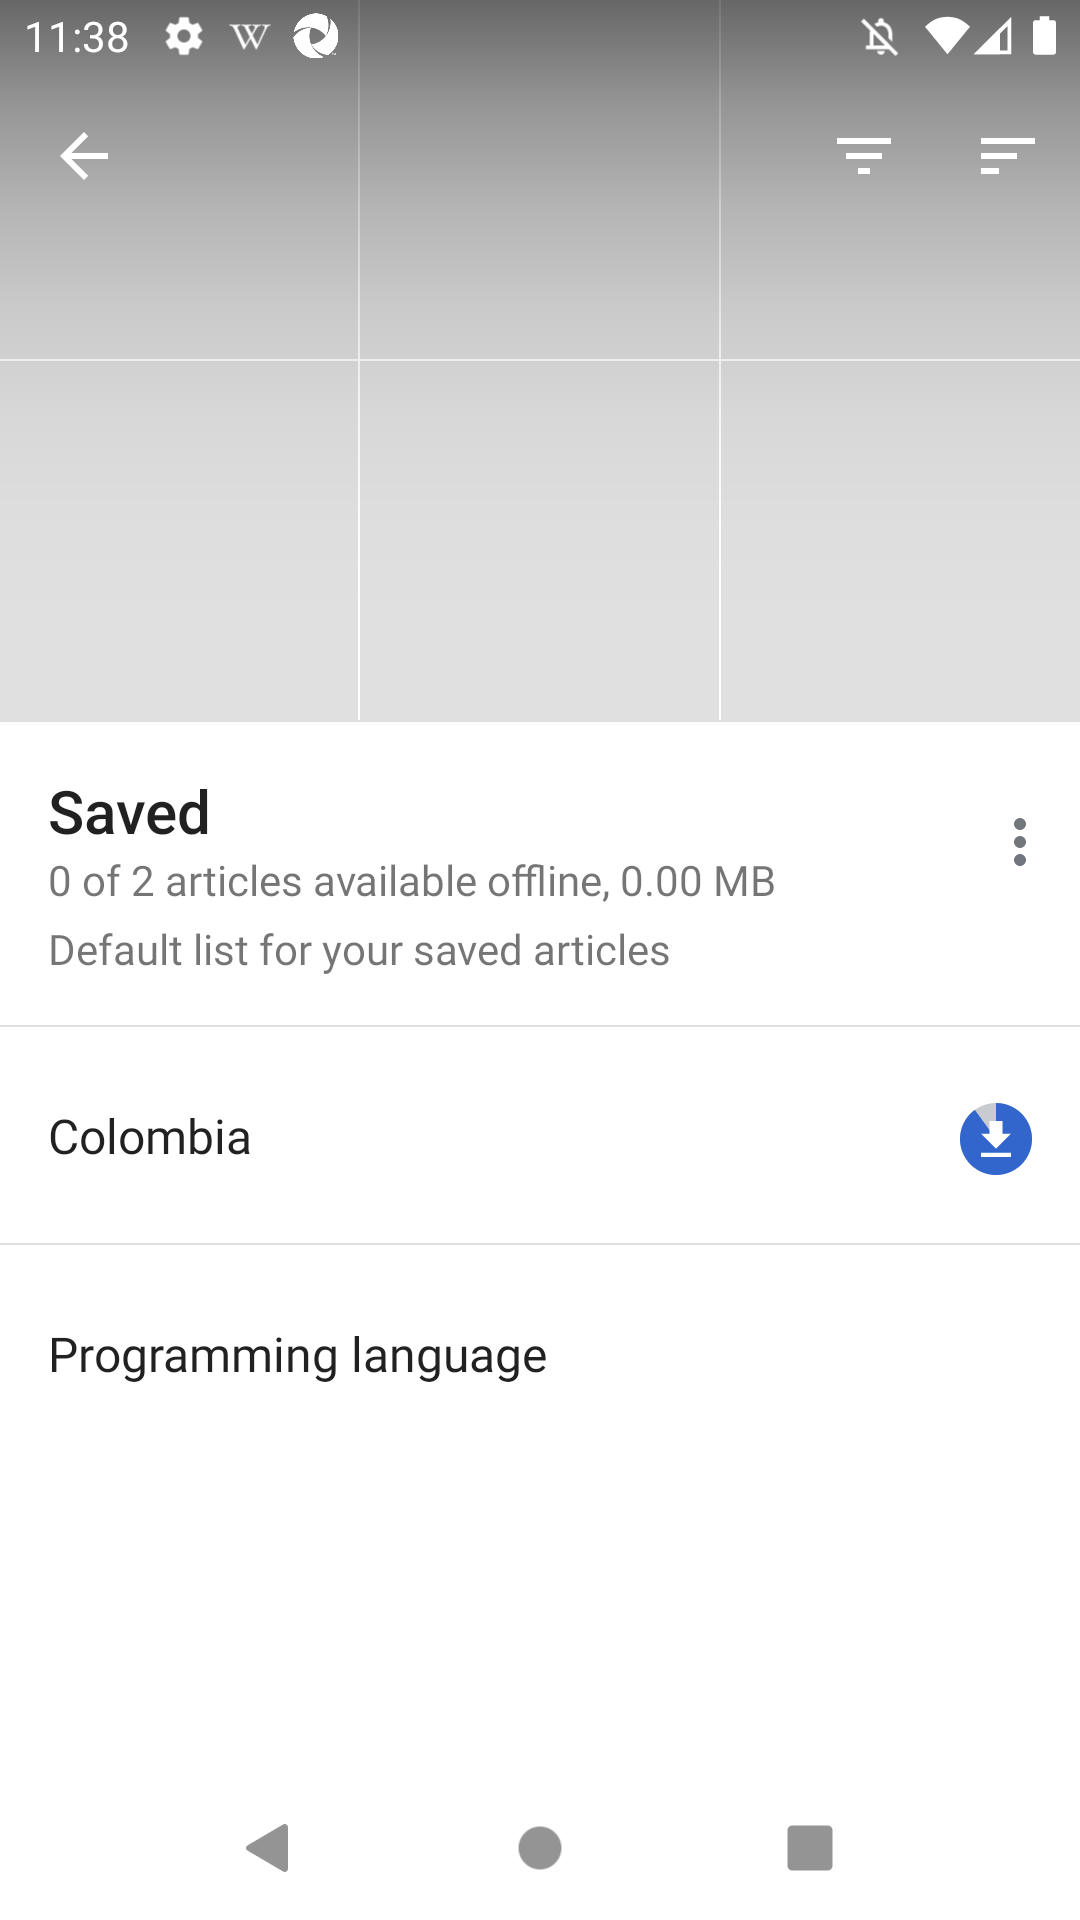 11:38
Saved
0 of 2 articles available offline, 0.00 MB
Default list for your saved articles
Colombia
Programming language